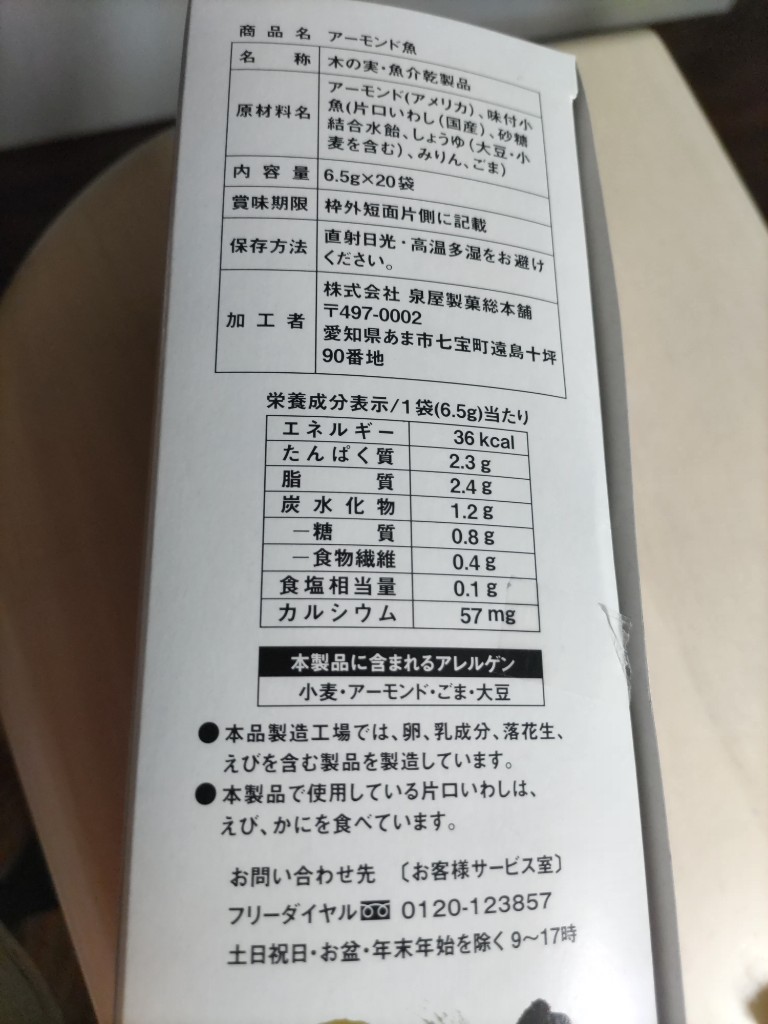 商品名 アーモンド魚
名称 木の実・魚介乾製品
原材料名 アーモンド(アメリカ)、味付小
魚(片口いわし(国産)、砂糖
結合水飴、しょうゆ(大豆・小
麦を含む)、みりん、ごま)
内容量 6.5g×20袋
賞味期限 枠外短面片側に記載
保存方法 直射日光・高温多湿をお避け
ください。
加工者 株式会社 泉屋製菓総本舗
〒497-0002
愛知県あま市七宝町遠島十坪
90番地
栄養成分表示/1袋(6.5g)当たり
エネルギー 36 kcal
たんぱく質 2.3 g
脂質 2.4 g
炭水化物 1.2 g
－糖質 0.8 g
－食物繊維 0.4 g
食塩相当量 0.1 g
カルシウム 57 mg
本製品に含まれるアレルゲン
小麦・アーモンド・ごま・大豆
●本品製造工場では、卵、乳成分、落花生、
えびを含む製品を製造しています。
●本製品で使用している片口いわしは、
えび、かにを食べています。
お問い合わせ先 〔お客様サービス室〕
フリーダイヤル 0120-123857
土日祝日・お盆・年末年始を除く 9～17時